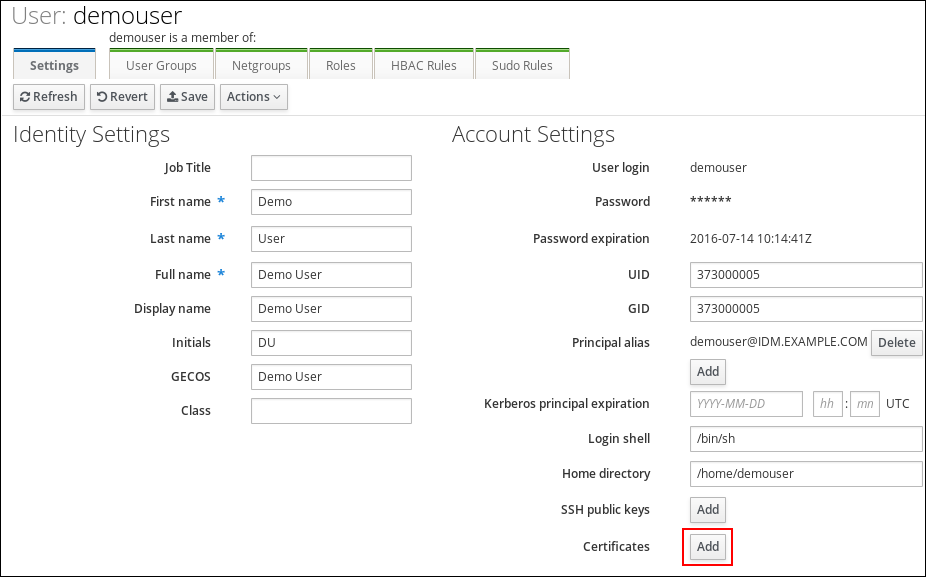 User: demouser
demouser is a member of:
Settings User Groups Netgroups Roles HBAC Rules Sudo Rules
Refresh Revert Save Actions
Identity Settings
Job Title
First name * Demo
Last name * User
Full name * Demo User
Display name Demo User
Initials DU
GECOS Demo User
Class
Account Settings
User login demouser
Password ******
Password expiration 2016-07-14 10:14:41Z
UID 373000005
GID 373000005
Principal alias demouser@IDM.EXAMPLE.COM Delete
Add
Kerberos principal expiration YYYY-MM-DD hh : mn UTC
Login shell /bin/sh
Home directory /home/demouser
SSH public keys Add
Certificates Add